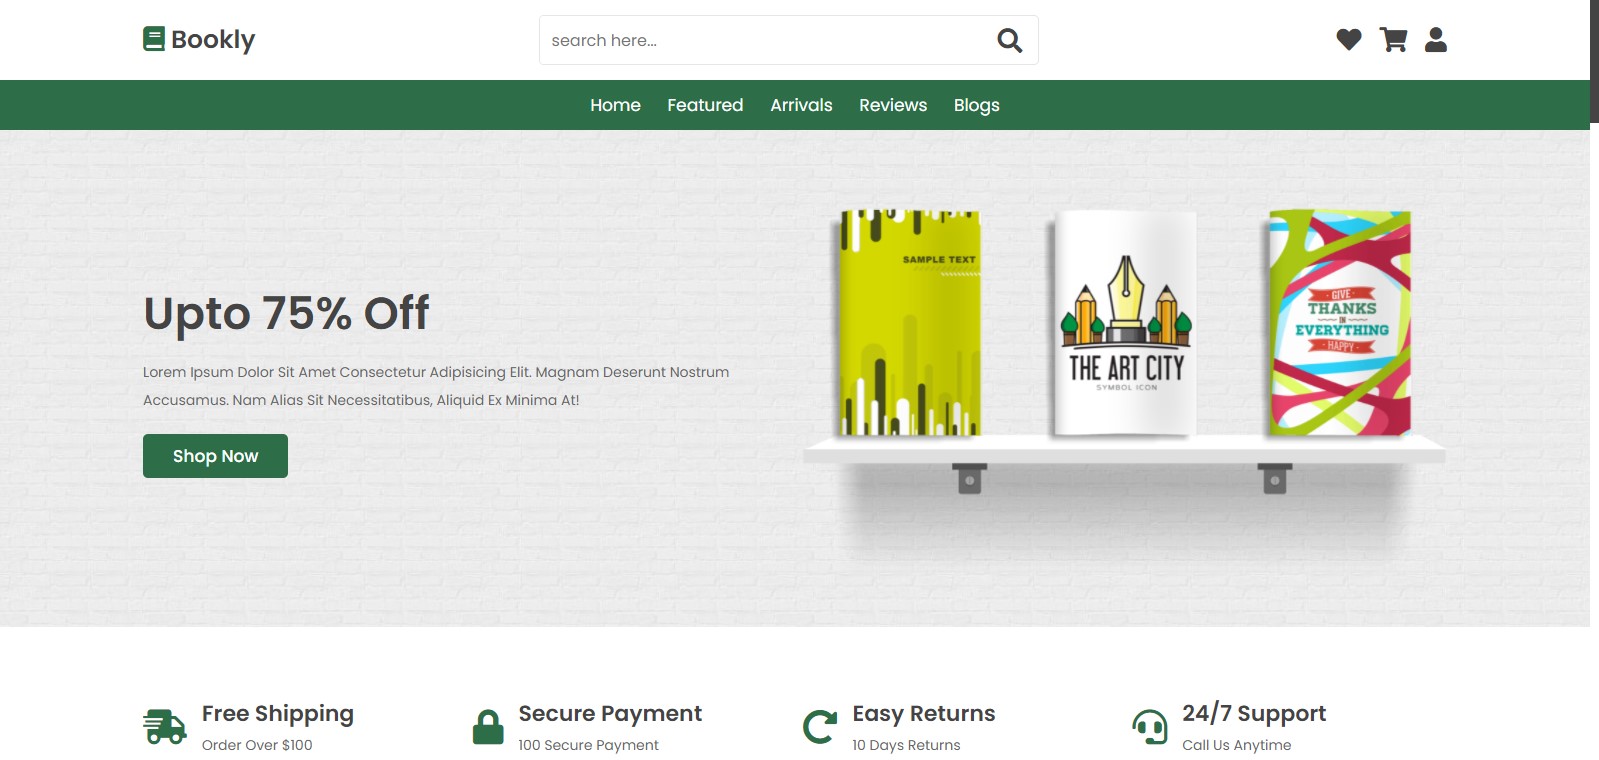 Bookly
search here...
Home Featured Arrivals Reviews Blogs
Upto 75% Off
Lorem Ipsum Dolor Sit Amet Consectetur Adipisicing Elit. Magnam Deserunt Nostrum
Accusamus. Nam Alias Sit Necessitatibus, Aliquid Ex Minima At!
Shop Now
SAMPLE TEXT
THE ART CITY
SYMBOL ICON
· GIVE ·
THANKS
IN
EVERYTHING
· HAPPY ·
Free Shipping
Order Over $100
Secure Payment
100 Secure Payment
Easy Returns
10 Days Returns
24/7 Support
Call Us Anytime